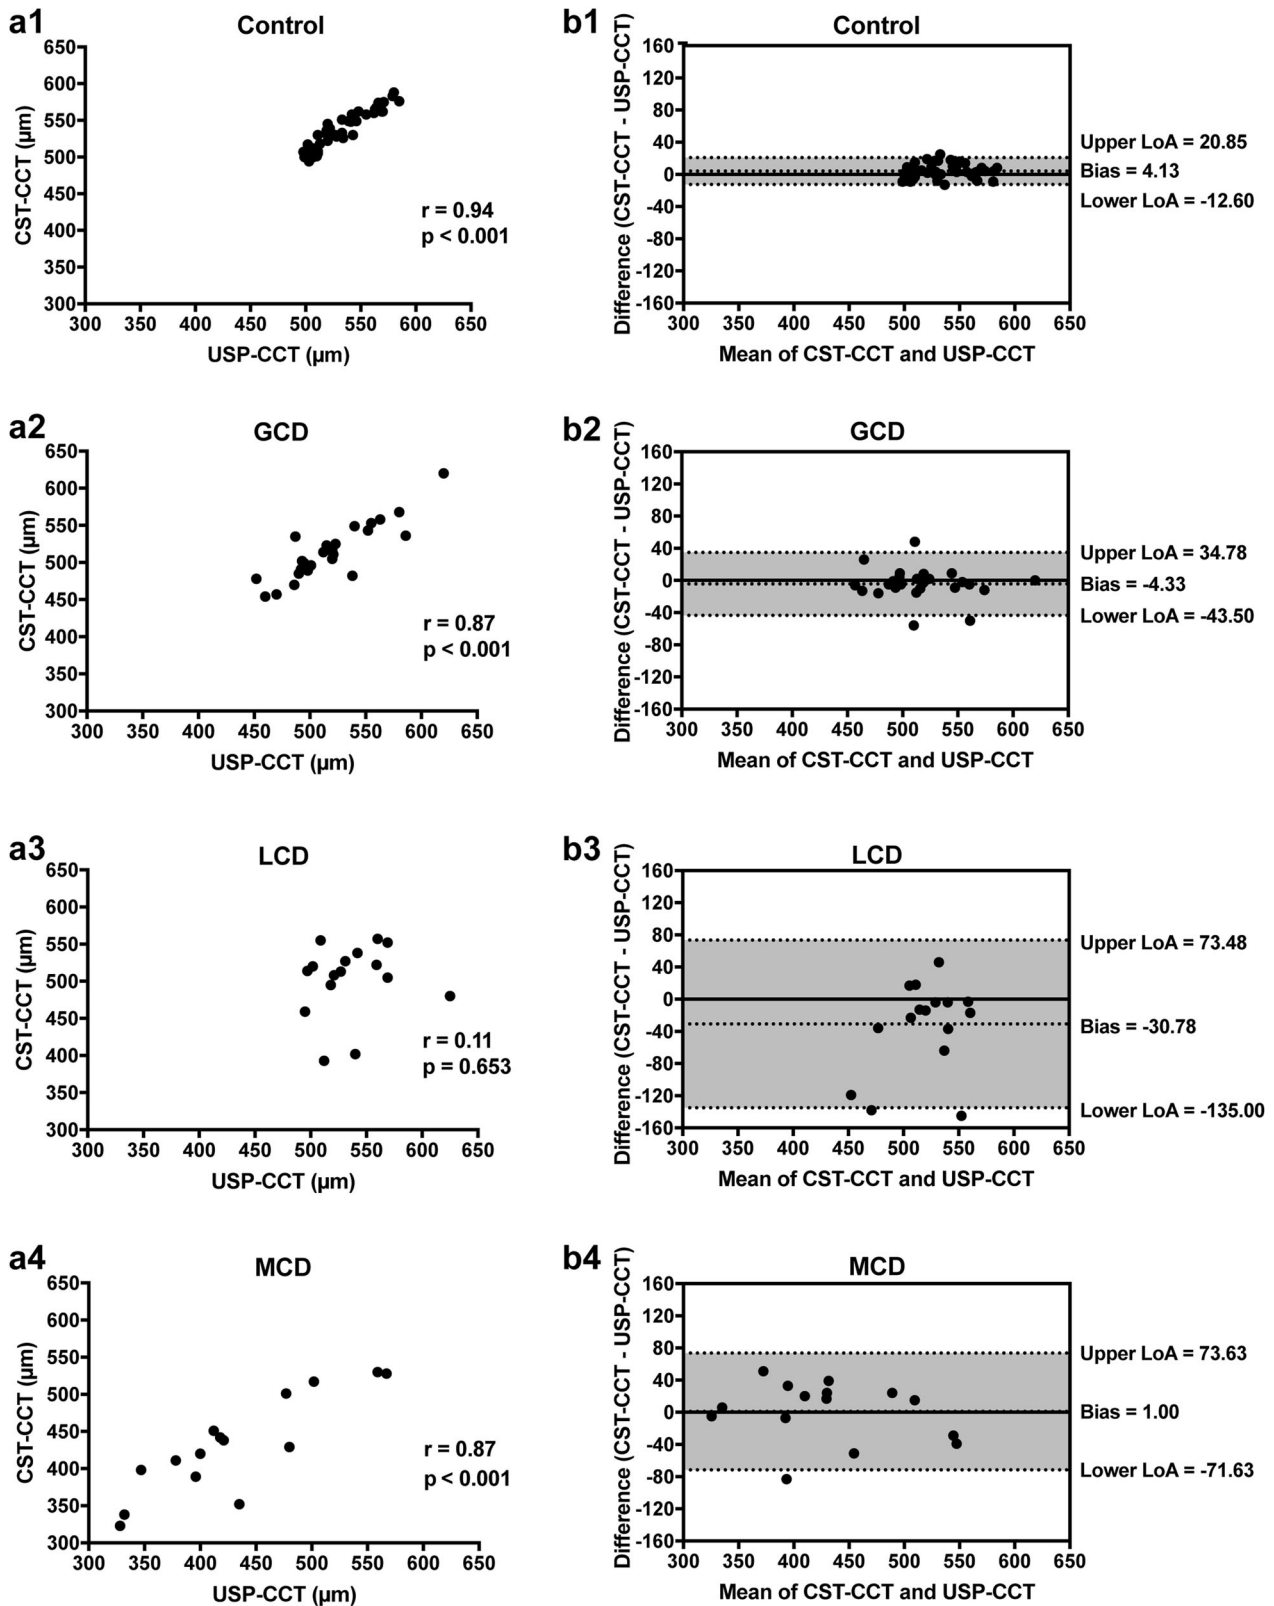 a1
Control
650
600
550
500
450
400
350
300
CST-CCT (µm)
r = 0.94
p < 0.001
300 350 400 450 500 550 600 650
USP-CCT (µm)
b1
Control
160
120
80
40
0
-40
-80
-120
-160
Difference (CST-CCT - USP-CCT)
Upper LoA = 20.85
Bias = 4.13
Lower LoA = -12.60
300 350 400 450 500 550 600 650
Mean of CST-CCT and USP-CCT
a2
GCD
650
600
550
500
450
400
350
300
CST-CCT (µm)
r = 0.87
p < 0.001
300 350 400 450 500 550 600 650
USP-CCT (µm)
b2
GCD
160
120
80
40
0
-40
-80
-120
-160
Difference (CST-CCT - USP-CCT)
Upper LoA = 34.78
Bias = -4.33
Lower LoA = -43.50
300 350 400 450 500 550 600 650
Mean of CST-CCT and USP-CCT
a3
LCD
650
600
550
500
450
400
350
300
CST-CCT (µm)
r = 0.11
p = 0.653
300 350 400 450 500 550 600 650
USP-CCT (µm)
b3
LCD
160
120
80
40
0
-40
-80
-120
-160
Difference (CST-CCT - USP-CCT)
Upper LoA = 73.48
Bias = -30.78
Lower LoA = -135.00
300 350 400 450 500 550 600 650
Mean of CST-CCT and USP-CCT
a4
MCD
650
600
550
500
450
400
350
300
CST-CCT (µm)
r = 0.87
p < 0.001
300 350 400 450 500 550 600 650
USP-CCT (µm)
b4
MCD
160
120
80
40
0
-40
-80
-120
-160
Difference (CST-CCT - USP-CCT)
Upper LoA = 73.63
Bias = 1.00
Lower LoA = -71.63
300 350 400 450 500 550 600 650
Mean of CST-CCT and USP-CCT